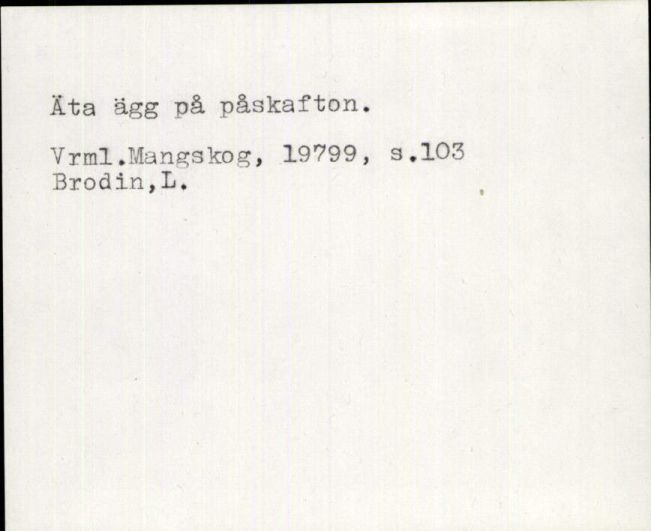 Äta ägg på påskafton.
Vrml.Mangskog, 19799, s.103
Brodin,L.